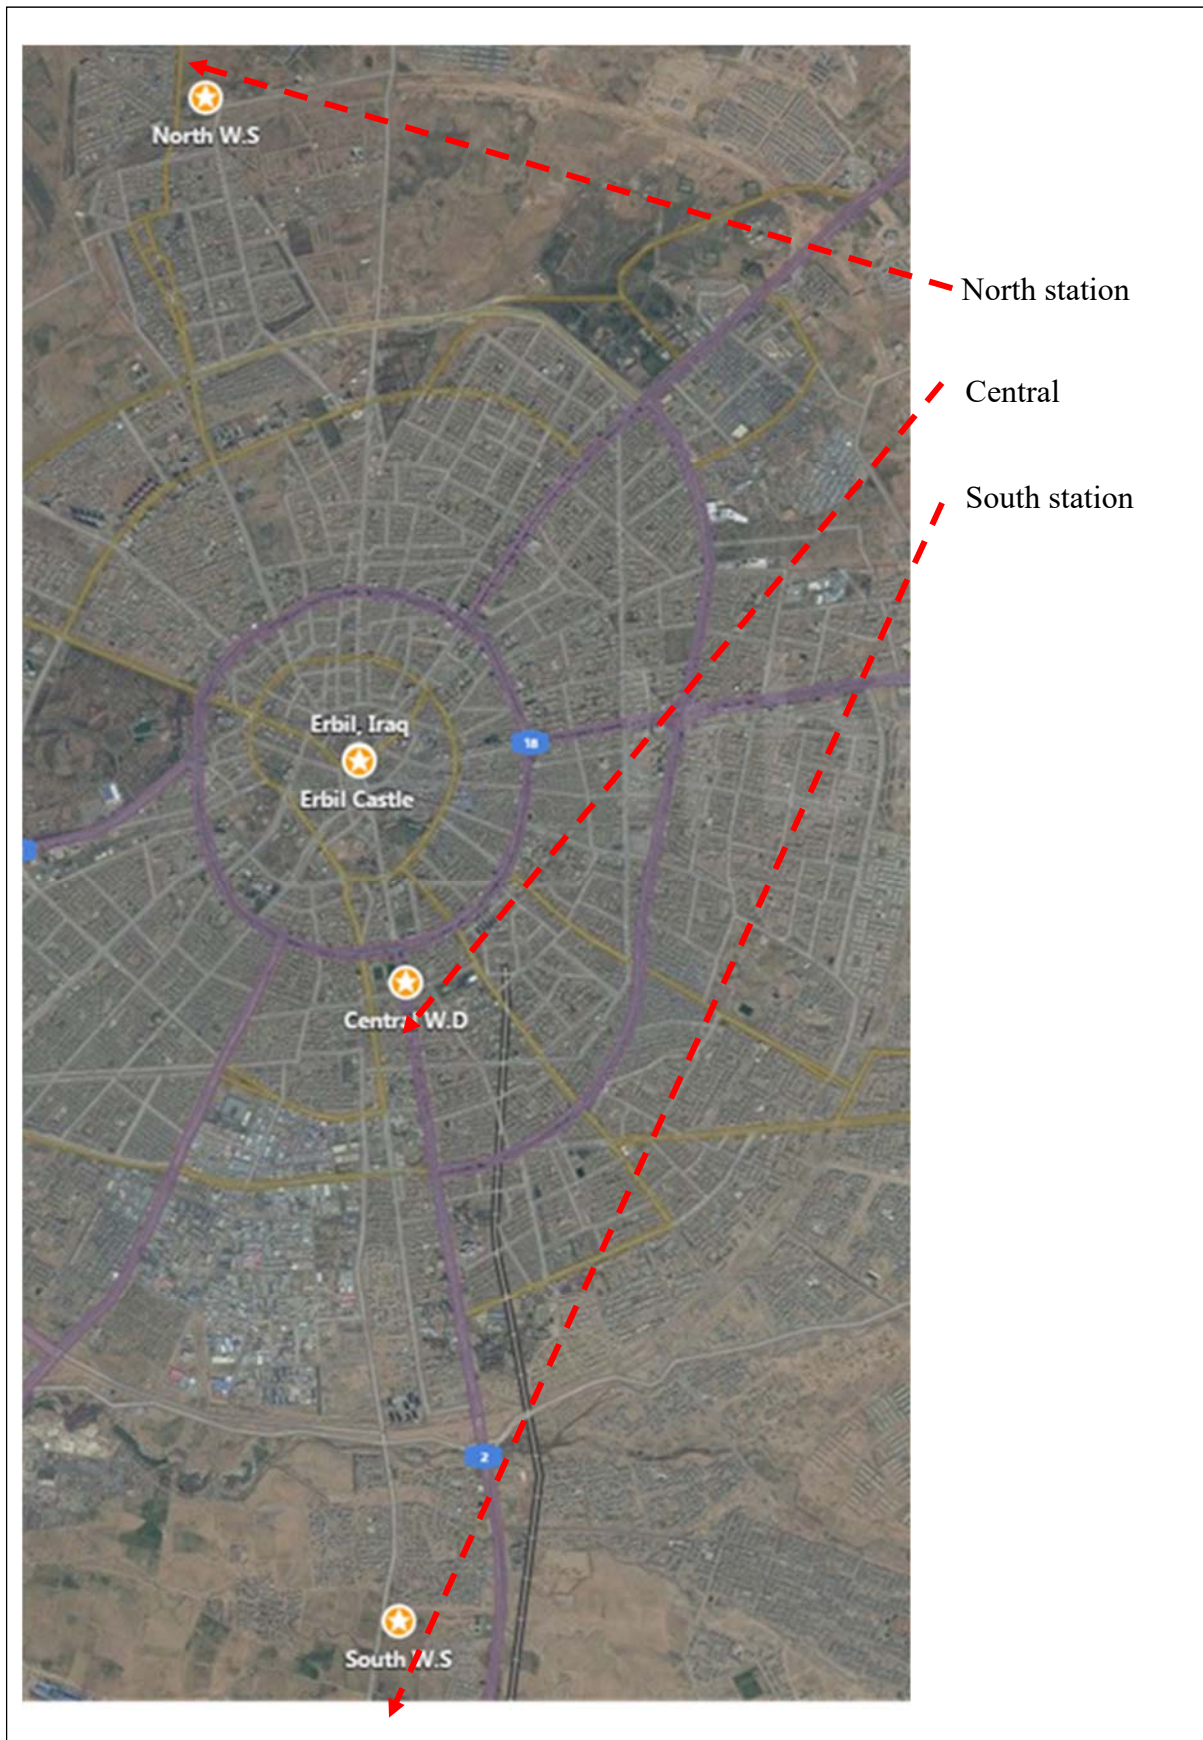 North W.S
North station
Central
South station
Erbil, Iraq
18
Erbil Castle
Central W.D
2
South W.S